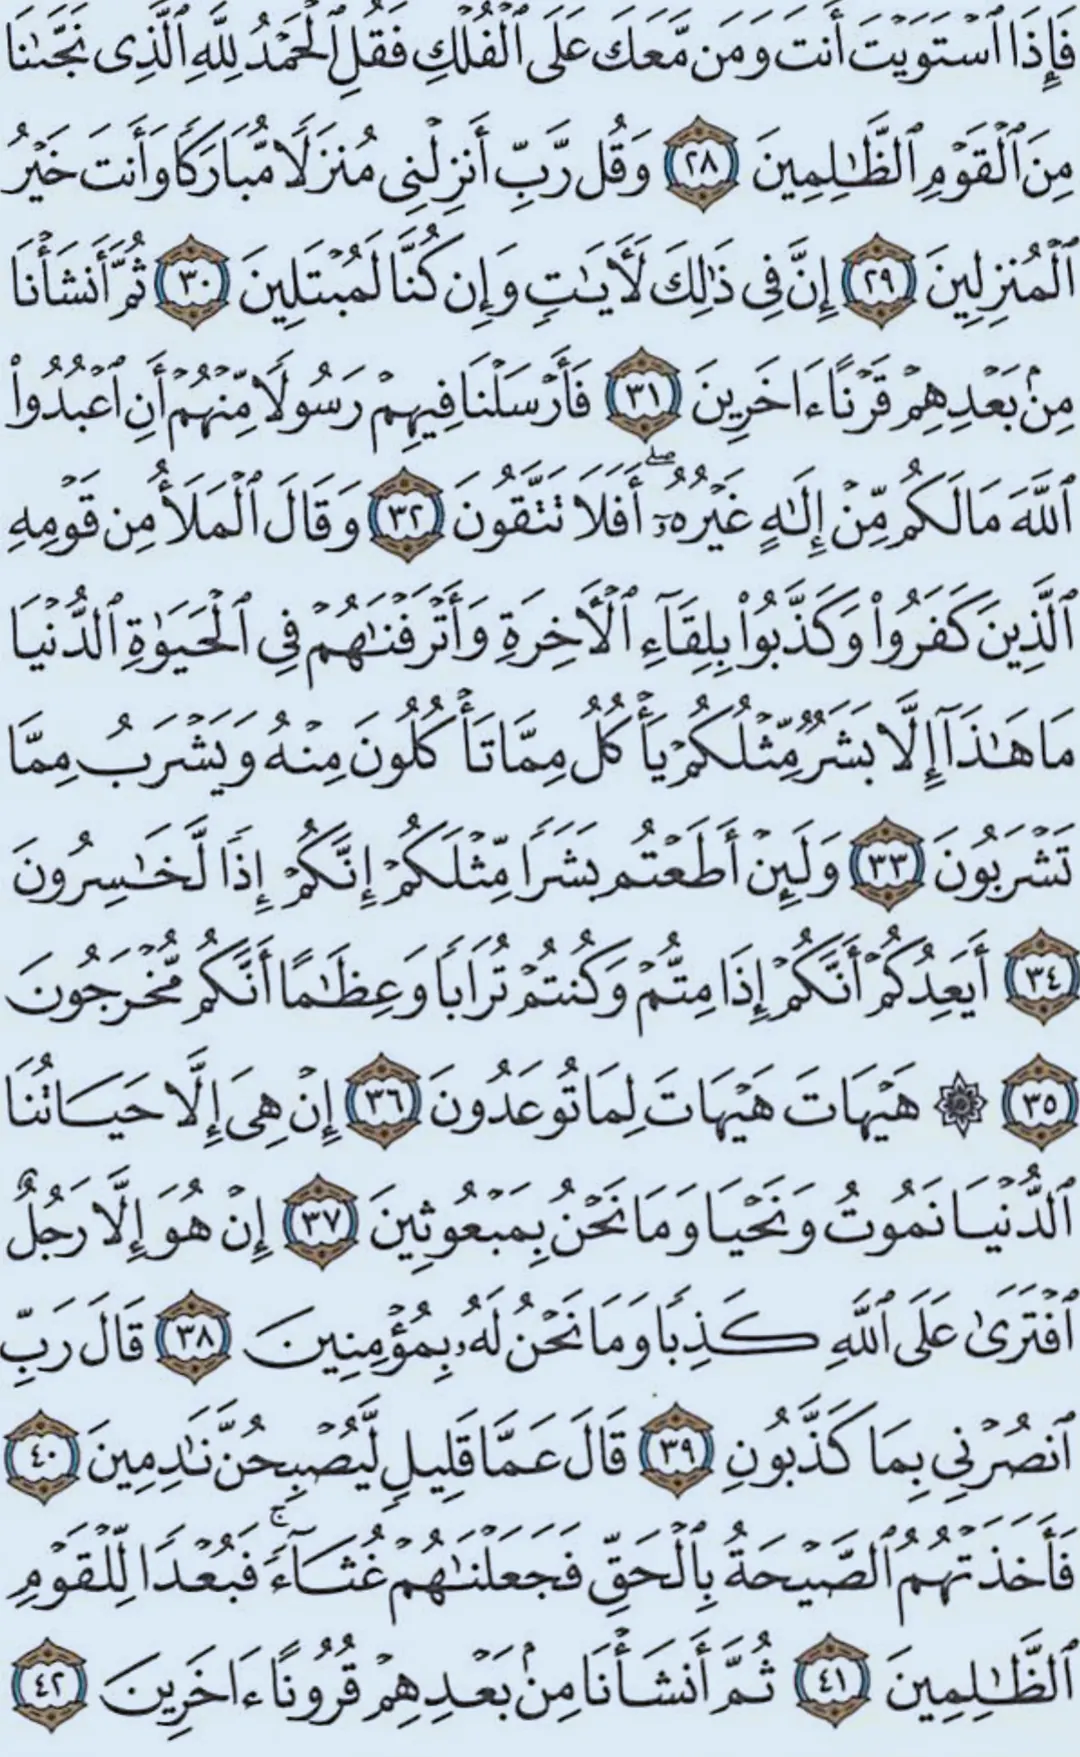 فَإِذَا ٱسْتَوَيْتَ أَنتَ وَمَن مَّعَكَ عَلَى ٱلْفُلْكِ فَقُلِ ٱلْحَمْدُ لِلَّهِ ٱلَّذِى نَجَّىٰنَا
مِنَ ٱلْقَوْمِ ٱلظَّـٰلِمِينَ ٢٨ وَقُل رَّبِّ أَنزِلْنِى مُنزَلًا مُّبَارَكًا وَأَنتَ خَيْرُ
ٱلْمُنزِلِينَ ٢٩ إِنَّ فِى ذَٰلِكَ لَأَيَـٰتٍ وَإِن كُنَّا لَمُبْتَلِينَ ٣٠ ثُمَّ أَنشَأْنَا
مِنۢ بَعْدِهِمْ قَرْنًا ءَاخَرِينَ ٣١ فَأَرْسَلْنَا فِيهِمْ رَسُولًا مِّنْهُمْ أَنِ ٱعْبُدُوا۟
ٱللَّهَ مَا لَكُم مِّنْ إِلَـٰهٍ غَيْرُهُۥٓ ۖ أَفَلَا تَتَّقُونَ ٣٢ وَقَالَ ٱلْمَلَأُ مِن قَوْمِهِ
ٱلَّذِينَ كَفَرُوا۟ وَكَذَّبُوا۟ بِلِقَآءِ ٱلْأَخِرَةِ وَأَتْرَفْنَـٰهُمْ فِى ٱلْحَيَوٰةِ ٱلدُّنْيَا
مَا هَـٰذَآ إِلَّا بَشَرٌ مِّثْلُكُمْ يَأْكُلُ مِمَّا تَأْكُلُونَ مِنْهُ وَيَشْرَبُ مِمَّا
تَشْرَبُونَ ٣٣ وَلَئِنْ أَطَعْتُم بَشَرًا مِّثْلَكُمْ إِنَّكُمْ إِذًا لَّخَـٰسِرُونَ
٣٤ أَيَعِدُكُمْ أَنَّكُمْ إِذَا مِتُّمْ وَكُنتُمْ تُرَابًا وَعِظَـٰمًا أَنَّكُم مُّخْرَجُونَ
٣٥ ۞ هَيْهَاتَ هَيْهَاتَ لِمَا تُوعَدُونَ ٣٦ إِنْ هِىَ إِلَّا حَيَاتُنَا
ٱلدُّنْيَا نَمُوتُ وَنَحْيَا وَمَا نَحْنُ بِمَبْعُوثِينَ ٣٧ إِنْ هُوَ إِلَّا رَجُلٌ
ٱفْتَرَىٰ عَلَى ٱللَّهِ كَذِبًا وَمَا نَحْنُ لَهُۥ بِمُؤْمِنِينَ ٣٨ قَالَ رَبِّ
ٱنصُرْنِى بِمَا كَذَّبُونِ ٣٩ قَالَ عَمَّا قَلِيلٍ لَّيُصْبِحُنَّ نَـٰدِمِينَ ٤٠
فَأَخَذَتْهُمُ ٱلصَّيْحَةُ بِٱلْحَقِّ فَجَعَلْنَـٰهُمْ غُثَآءً ۚ فَبُعْدًا لِّلْقَوْمِ
ٱلظَّـٰلِمِينَ ٤١ ثُمَّ أَنشَأْنَا مِنۢ بَعْدِهِمْ قُرُونًا ءَاخَرِينَ ٤٢